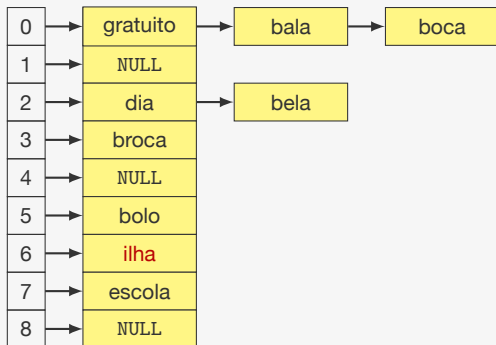 0 gratuito bala boca
1 NULL
2 dia bela
3 broca
4 NULL
5 bolo
6 ilha
7 escola
8 NULL